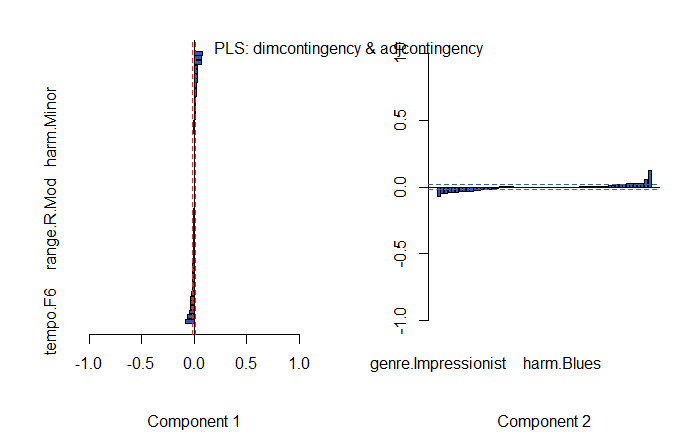 PLS: dimcontingency & adjcontingency
harm.Minor
range.R.Mod
tempo.F6
-1.0 -0.5 0.0 0.5 1.0
Component 1
1.0
0.5
0.0
-0.5
-1.0
genre.Impressionist harm.Blues
Component 2